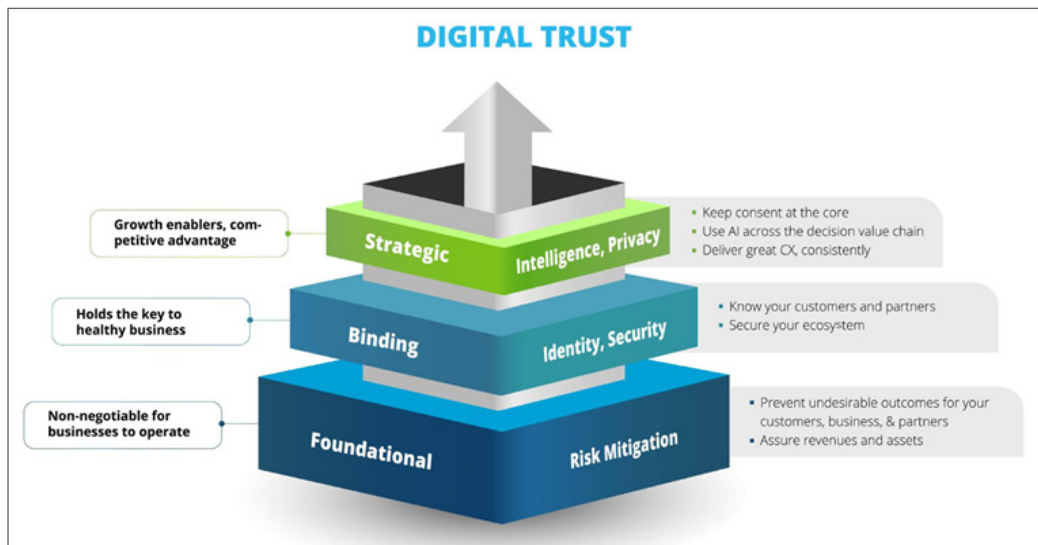 DIGITAL TRUST
Growth enablers, com-
petitive advantage
Strategic
Intelligence, Privacy
▪ Keep consent at the core
▪ Use AI across the decision value chain
▪ Deliver great CX, consistently
Holds the key to
healthy business
Binding
Identity, Security
▪ Know your customers and partners
▪ Secure your ecosystem
Non-negotiable for
businesses to operate
Foundational
Risk Mitigation
▪ Prevent undesirable outcomes for your
customers, business, & partners
▪ Assure revenues and assets